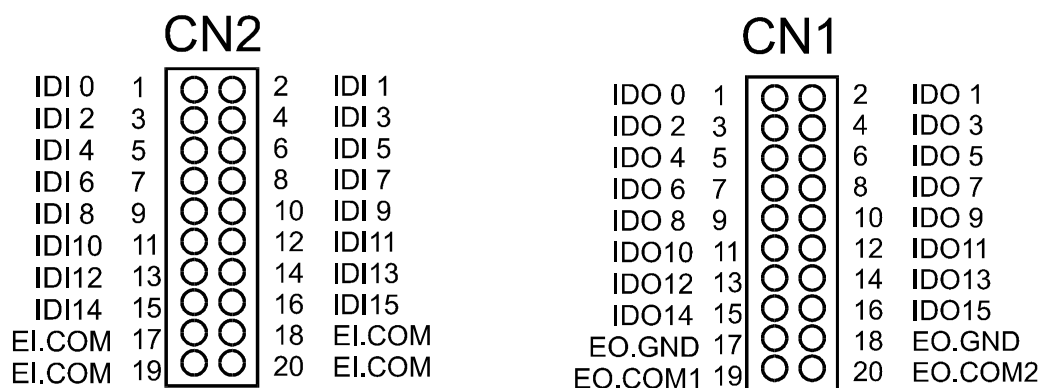 CN2
IDI 0 1 2 IDI 1
IDI 2 3 4 IDI 3
IDI 4 5 6 IDI 5
IDI 6 7 8 IDI 7
IDI 8 9 10 IDI 9
IDI10 11 12 IDI11
IDI12 13 14 IDI13
IDI14 15 16 IDI15
EI.COM 17 18 EI.COM
EI.COM 19 20 EI.COM
CN1
IDO 0 1 2 IDO 1
IDO 2 3 4 IDO 3
IDO 4 5 6 IDO 5
IDO 6 7 8 IDO 7
IDO 8 9 10 IDO 9
IDO10 11 12 IDO11
IDO12 13 14 IDO13
IDO14 15 16 IDO15
EO.GND 17 18 EO.GND
EO.COM1 19 20 EO.COM2